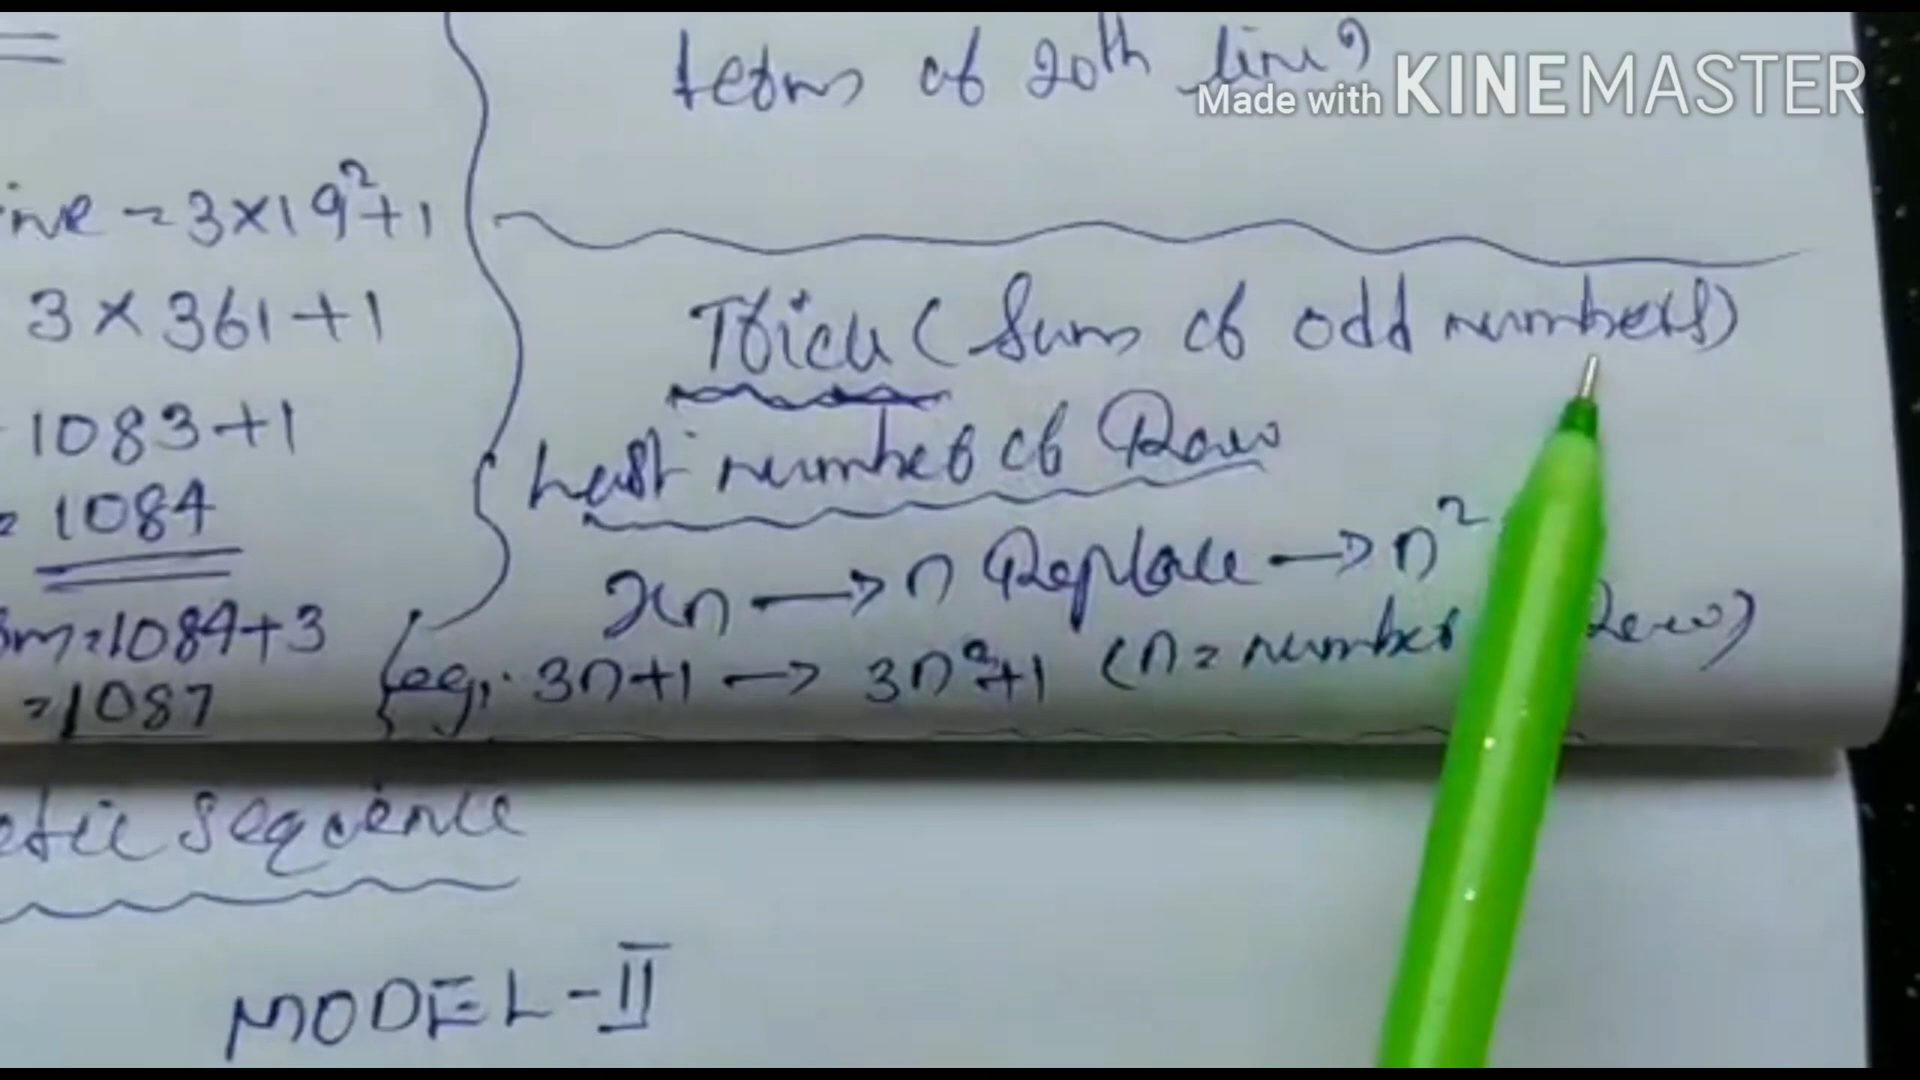 terms of 20th line?
Made with KINEMASTER
ine = 3×19²+1
3 × 361+1
1083+1
= 1084
m=1084+3
=1087
Trick (Sum of odd numbers)
Last number of Row
xn → n Replace → n²
(eg: 3n+1 → 3n²+1 (n = number Row)
etic sequence
MODEL-II